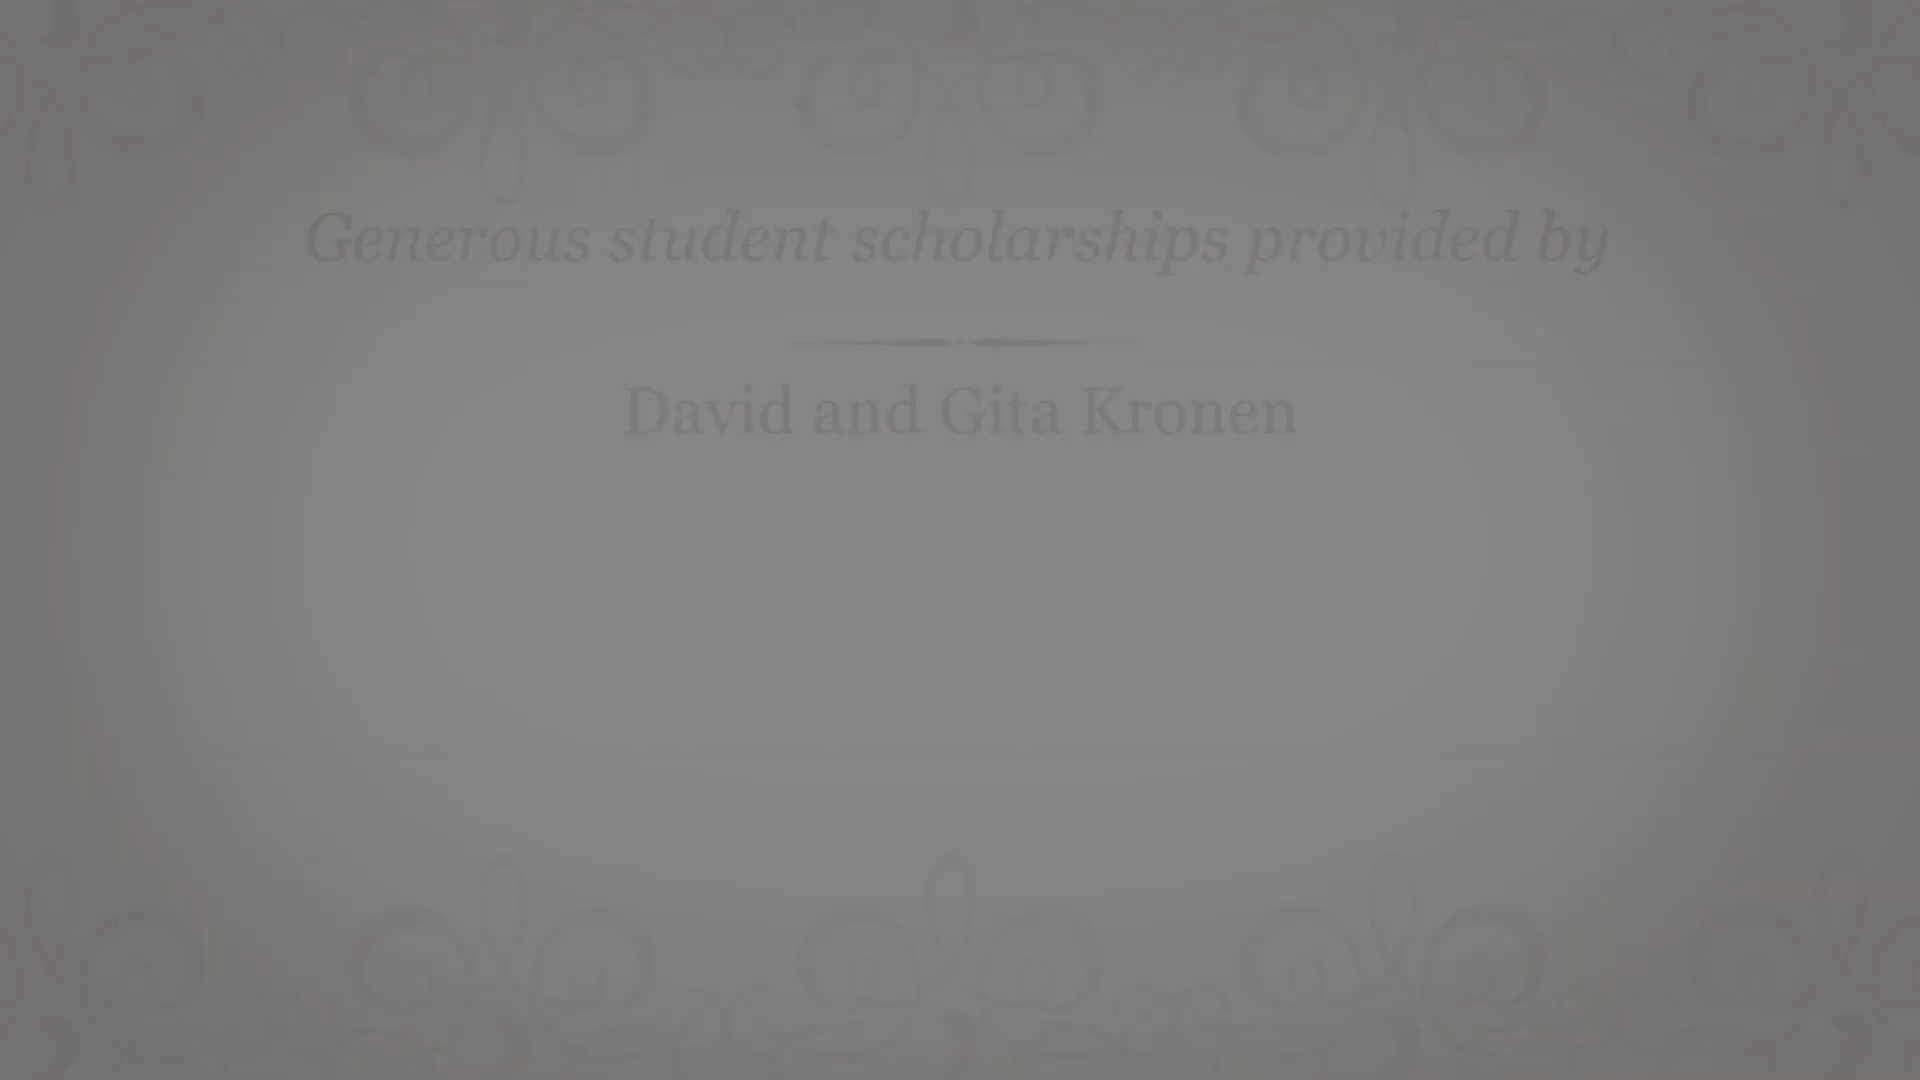 Generous student scholarships provided by
David and Gita Kronen